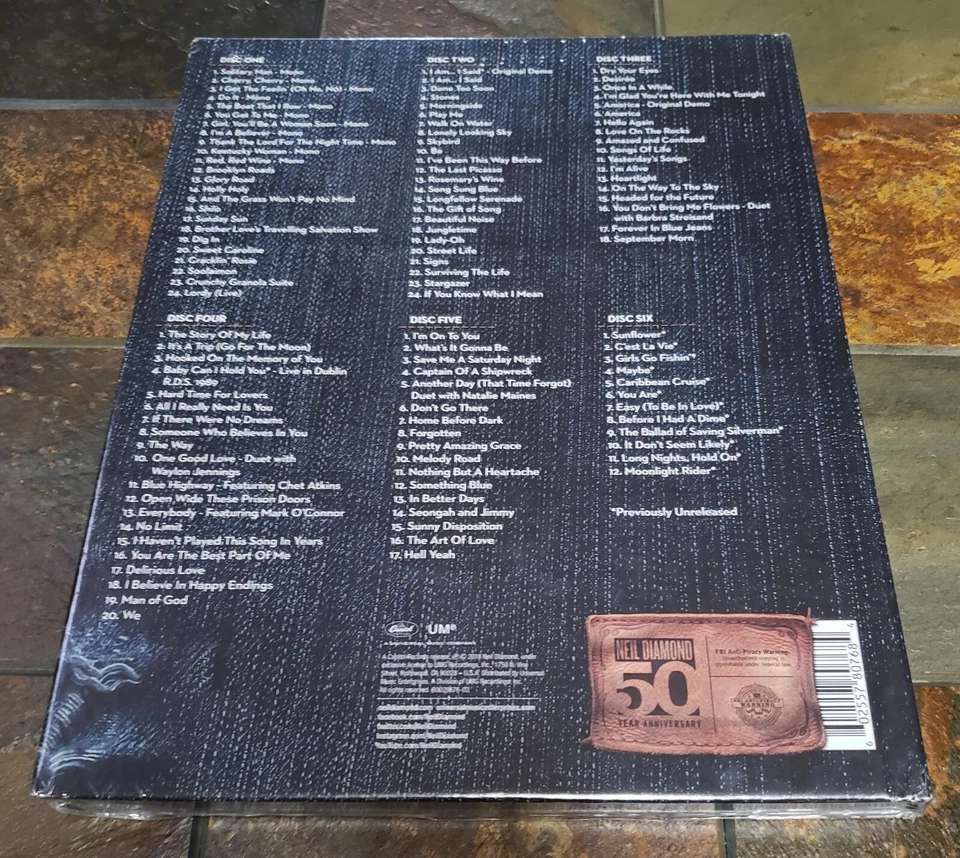 DISC ONE
1. Solitary Man - Mono
2. Cherry, Cherry - Mono
3. I Got The Feelin' (Oh No, No) - Mono
4. Do It - Mono
5. The Boat That I Row - Mono
6. You Got To Me - Mono
7. Girl, You'll Be A Woman Soon - Mono
8. I'm A Believer - Mono
9. Thank The Lord For The Night Time - Mono
10. Kentucky Woman - Mono
11. Red, Red Wine - Mono
12. Brooklyn Roads
13. Glory Road
14. Holly Holy
15. And The Grass Won't Pay No Mind
16. Shilo
17. Sunday Sun
18. Brother Love's Travelling Salvation Show
19. Dig In
20. Sweet Caroline
21. Cracklin' Rosie
22. Soolaimon
23. Crunchy Granola Suite
24. Lordy (Live)
DISC TWO
1. I Am... I Said - Original Demo
2. I Am... I Said
3. Done Too Soon
4. Stones
5. Morningside
6. Play Me
7. Walk On Water
8. Lonely Looking Sky
9. Skybird
10. Be
11. I've Been This Way Before
12. The Last Picasso
13. Rosemary's Wine
14. Song Sung Blue
15. Longfellow Serenade
16. The Gift of Song
17. Beautiful Noise
18. Jungletime
19. Lady-Oh
20. Street Life
21. Signs
22. Surviving The Life
23. Stargazer
24. If You Know What I Mean
DISC THREE
1. Dry Your Eyes
2. Desirée
3. Once In A While
4. I'm Glad You're Here With Me Tonight
5. America - Original Demo
6. America
7. Hello Again
8. Love On The Rocks
9. Amazed and Confused
10. Songs Of Life
11. Yesterday's Songs
12. I'm Alive
13. Heartlight
14. On The Way To The Sky
15. Headed for the Future
16. You Don't Bring Me Flowers - Duet
with Barbra Streisand
17. Forever In Blue Jeans
18. September Morn
DISC FOUR
1. The Story Of My Life
2. It's A Trip (Go For The Moon)
3. Hooked On The Memory of You
4. Baby Can I Hold You* - Live in Dublin
R.D.S. 1989
5. Hard Time For Lovers
6. All I Really Need Is You
7. If There Were No Dreams
8. Someone Who Believes In You
9. The Way
10. One Good Love - Duet with
Waylon Jennings
11. Blue Highway - Featuring Chet Atkins
12. Open Wide These Prison Doors
13. Everybody - Featuring Mark O'Connor
14. No Limit
15. I Haven't Played This Song In Years
16. You Are The Best Part Of Me
17. Delirious Love
18. I Believe In Happy Endings
19. Man of God
20. We
DISC FIVE
1. I'm On To You
2. What's It Gonna Be
3. Save Me A Saturday Night
4. Captain Of A Shipwreck
5. Another Day (That Time Forgot)
Duet with Natalie Maines
6. Don't Go There
7. Home Before Dark
8. Forgotten
9. Pretty Amazing Grace
10. Melody Road
11. Nothing But A Heartache
12. Something Blue
13. In Better Days
14. Seongah and Jimmy
15. Sunny Disposition
16. The Art Of Love
17. Hell Yeah
DISC SIX
1. Sunflower*
2. C'est La Vie*
3. Girls Go Fishin'*
4. Maybe*
5. Caribbean Cruise*
6. You Are*
7. Easy (To Be In Love)*
8. Before I Had A Dime*
9. The Ballad of Saving Silverman*
10. It Don't Seem Likely*
11. Long Nights, Hold On*
12. Moonlight Rider*
*Previously Unreleased
Capitol
UMe
NEIL DIAMOND
50
YEAR ANNIVERSARY
FBI Anti-Piracy Warning:
Unauthorized copying is
punishable under federal law.
6 02557 80768 4